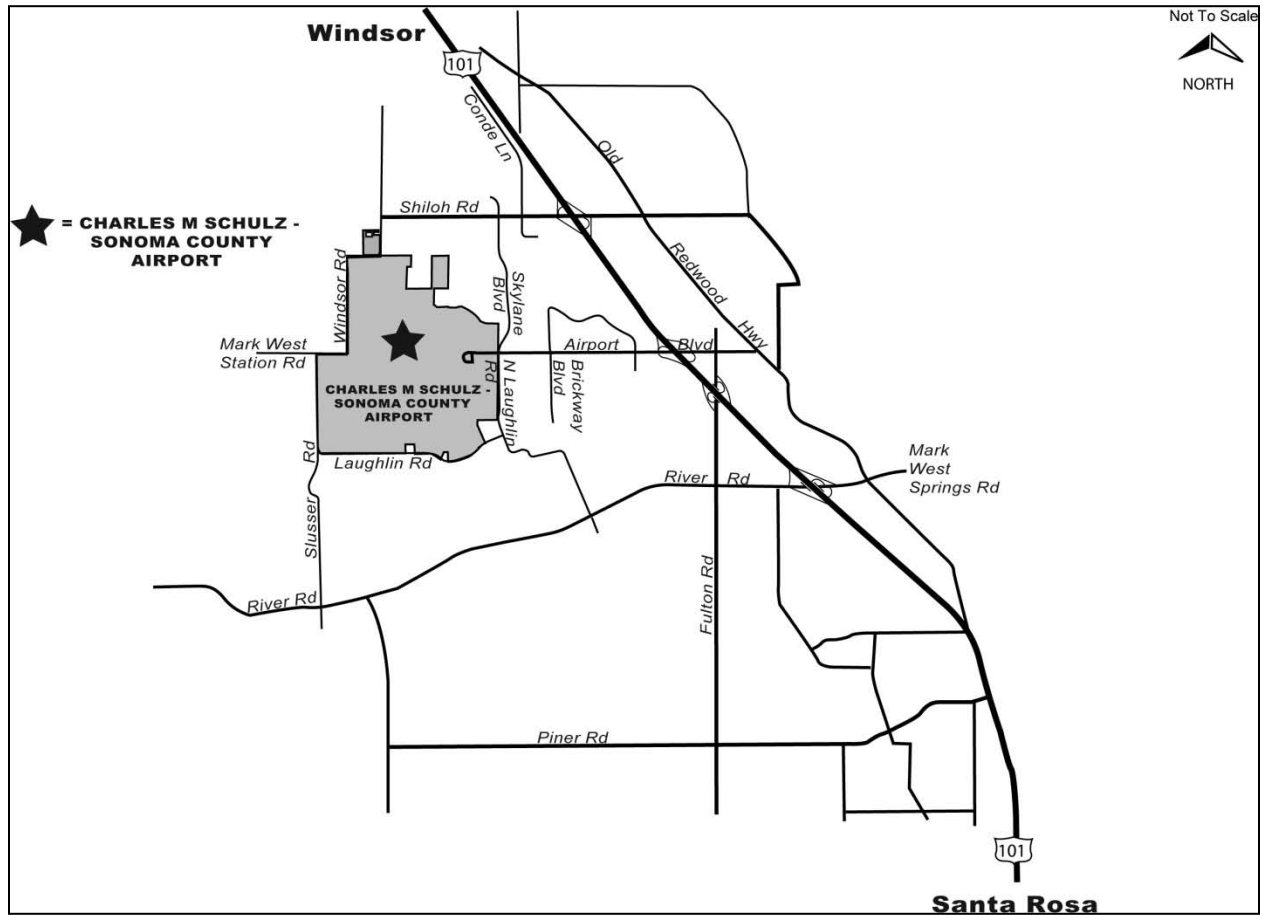 Not To Scale
NORTH
Windsor
101
Conde Ln
Old
Redwood
Hwy
Shiloh Rd
= CHARLES M SCHULZ -
SONOMA COUNTY
AIRPORT
Windsor Rd
Skylane
Blvd
Mark West
Station Rd
Airport Blvd
CHARLES M SCHULZ -
SONOMA COUNTY
AIRPORT
N Laughlin
Rd
Brickway
Blvd
Laughlin Rd
Slusser Rd
River Rd
Mark
West
Springs Rd
River Rd
Fulton Rd
Piner Rd
101
Santa Rosa